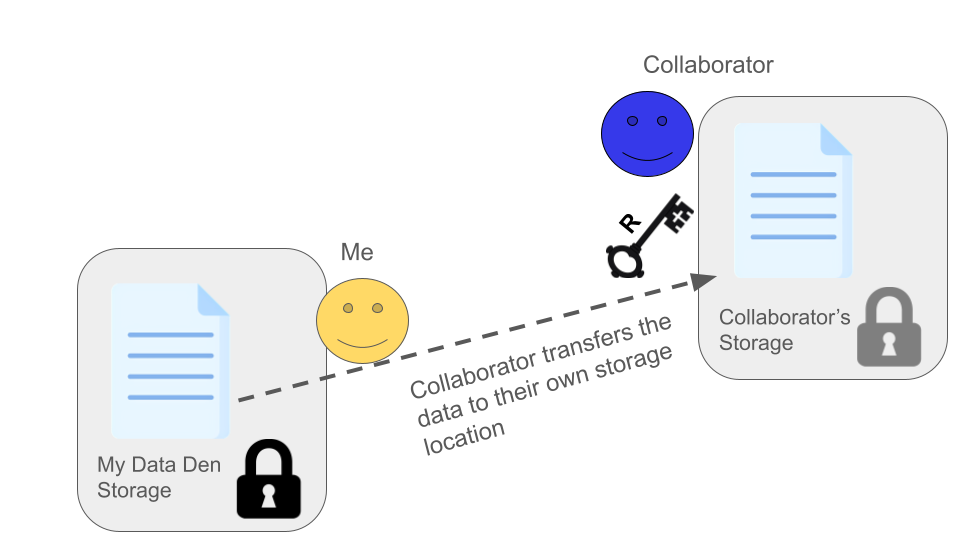 Collaborator
R
Me
Collaborator transfers the
data to their own storage
location
Collaborator's
Storage
My Data Den
Storage